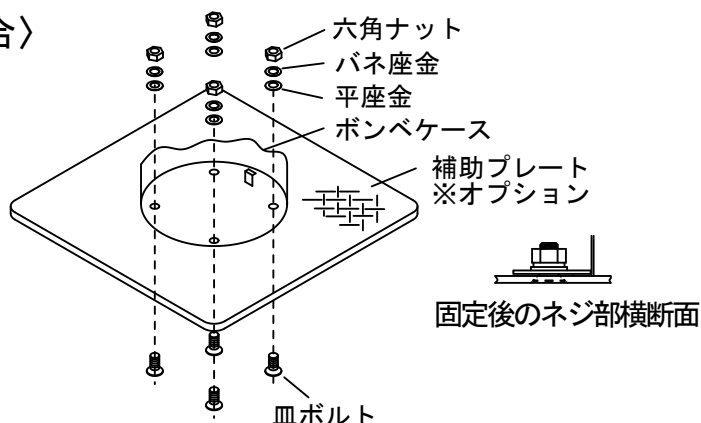 合〉
六角ナット
バネ座金
平座金
ボンベケース
補助プレート
※オプション
固定後のネジ部横断面
皿ボルト